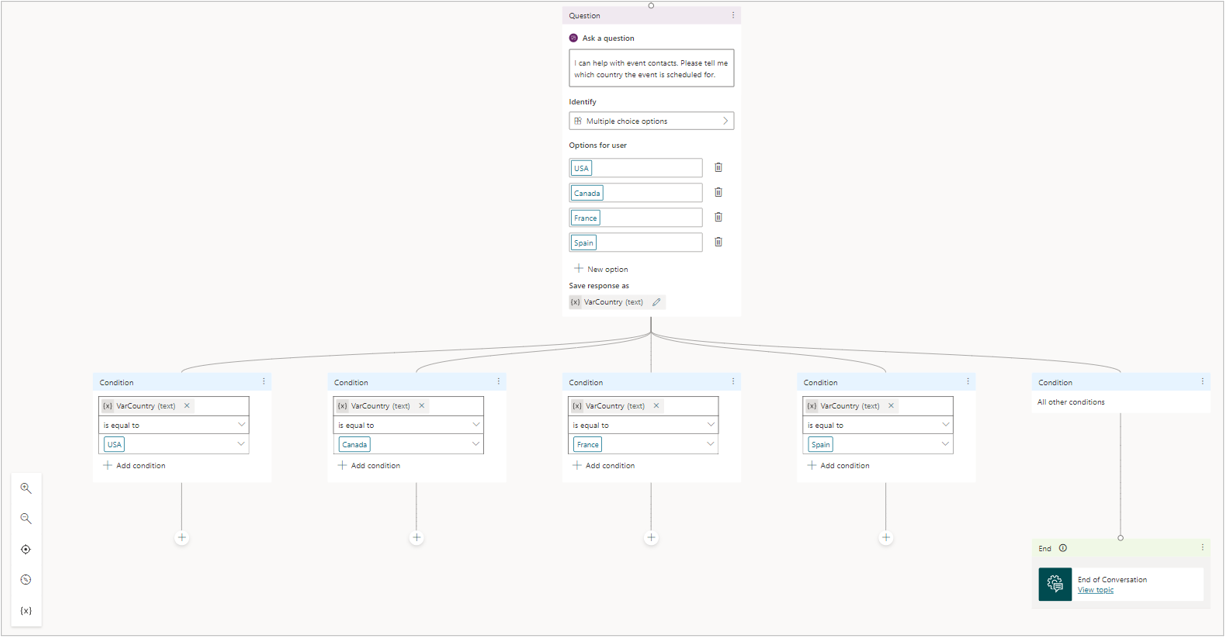 Question
Ask a question
I can help with event contacts. Please tell me
which country the event is scheduled for.
Identify
Multiple choice options
Options for user
USA
Canada
France
Spain
New option
Save response as
{x} VarCountry (text)
Condition
{x} VarCountry (text)
is equal to
USA
Add condition
Condition
{x} VarCountry (text)
is equal to
Canada
Add condition
Condition
{x} VarCountry (text)
is equal to
France
Add condition
Condition
{x} VarCountry (text)
is equal to
Spain
Add condition
Condition
All other conditions
End
End of Conversation
View topic
{x}